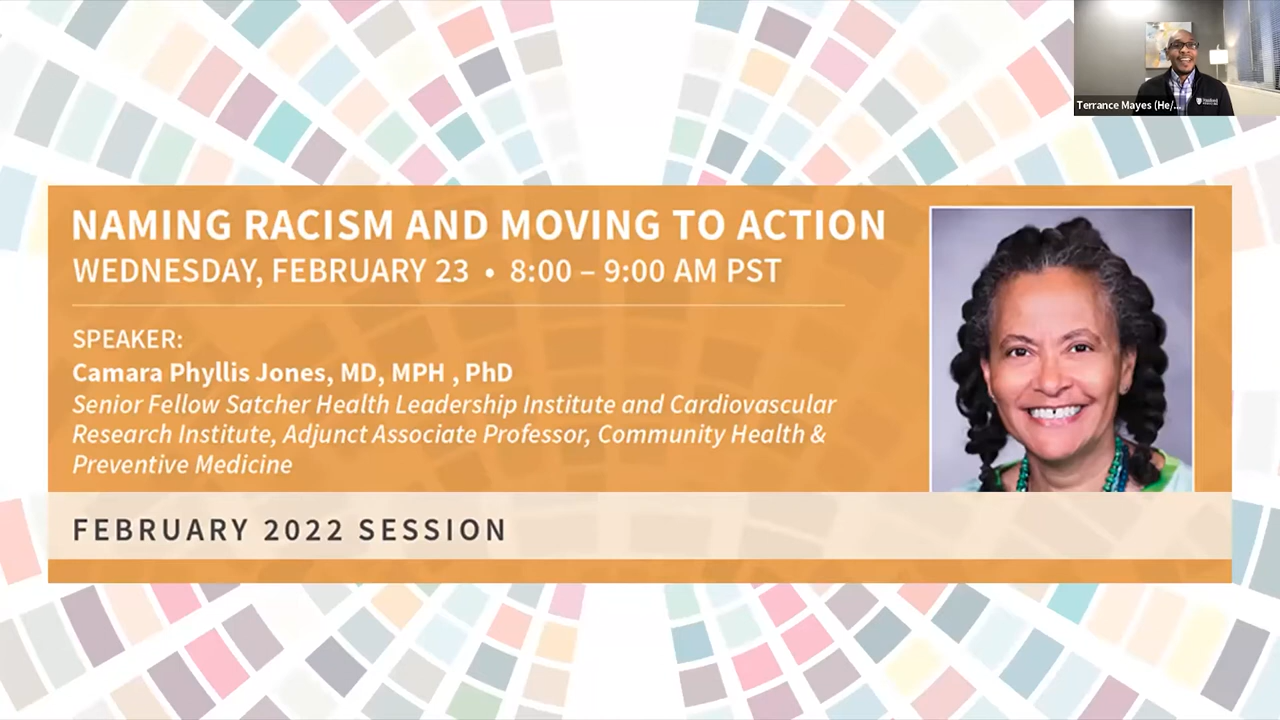 Terrance Mayes (He/...
NAMING RACISM AND MOVING TO ACTION
WEDNESDAY, FEBRUARY 23 • 8:00 – 9:00 AM PST
SPEAKER:
Camara Phyllis Jones, MD, MPH , PhD
Senior Fellow Satcher Health Leadership Institute and Cardiovascular
Research Institute, Adjunct Associate Professor, Community Health &
Preventive Medicine
FEBRUARY 2022 SESSION